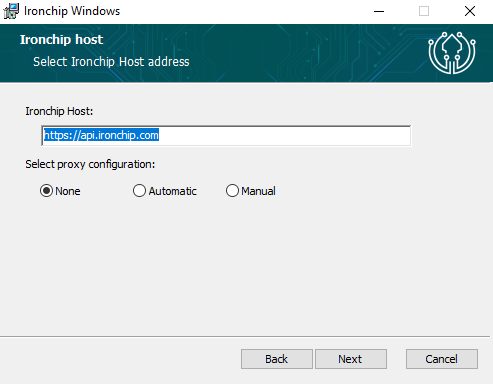 Ironchip Windows
Ironchip host
Select Ironchip Host address
Ironchip Host:
https://api.ironchip.com
Select proxy configuration:
None Automatic Manual
Back Next Cancel